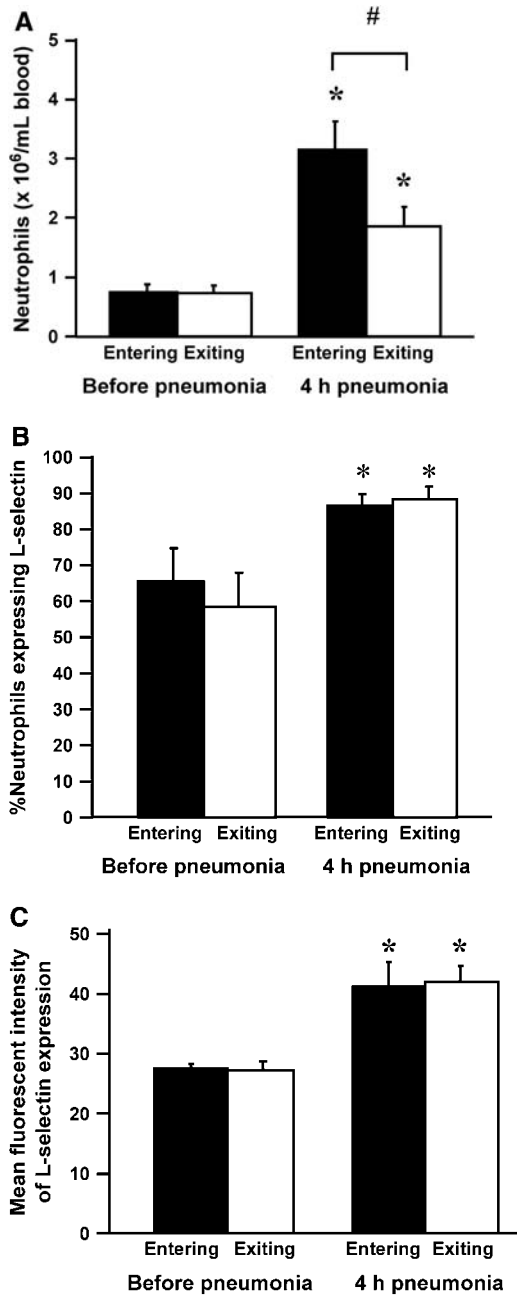 A
Neutrophils (x 10⁶/mL blood)
5
4
3
2
1
0
#
*
*
Entering Exiting
Entering Exiting
Before pneumonia
4 h pneumonia
B
%Neutrophils expressing L-selectin
100
90
80
70
60
50
40
30
20
10
0
*
*
Entering
Exiting
Entering
Exiting
Before pneumonia
4 h pneumonia
C
Mean fluorescent intensity
of L-selectin expression
50
40
30
20
10
0
*
*
Entering
Exiting
Entering
Exiting
Before pneumonia
4 h pneumonia